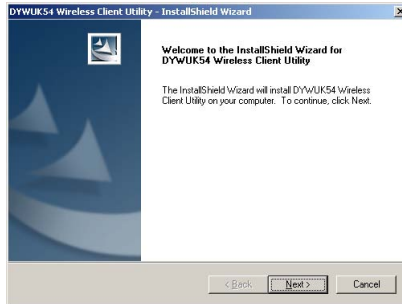 DYWUK54 Wireless Client Utility - InstallShield Wizard
Welcome to the InstallShield Wizard for
DYWUK54 Wireless Client Utility
The InstallShield Wizard will install DYWUK54 Wireless
Client Utility on your computer. To continue, click Next.
< Back
Next >
Cancel